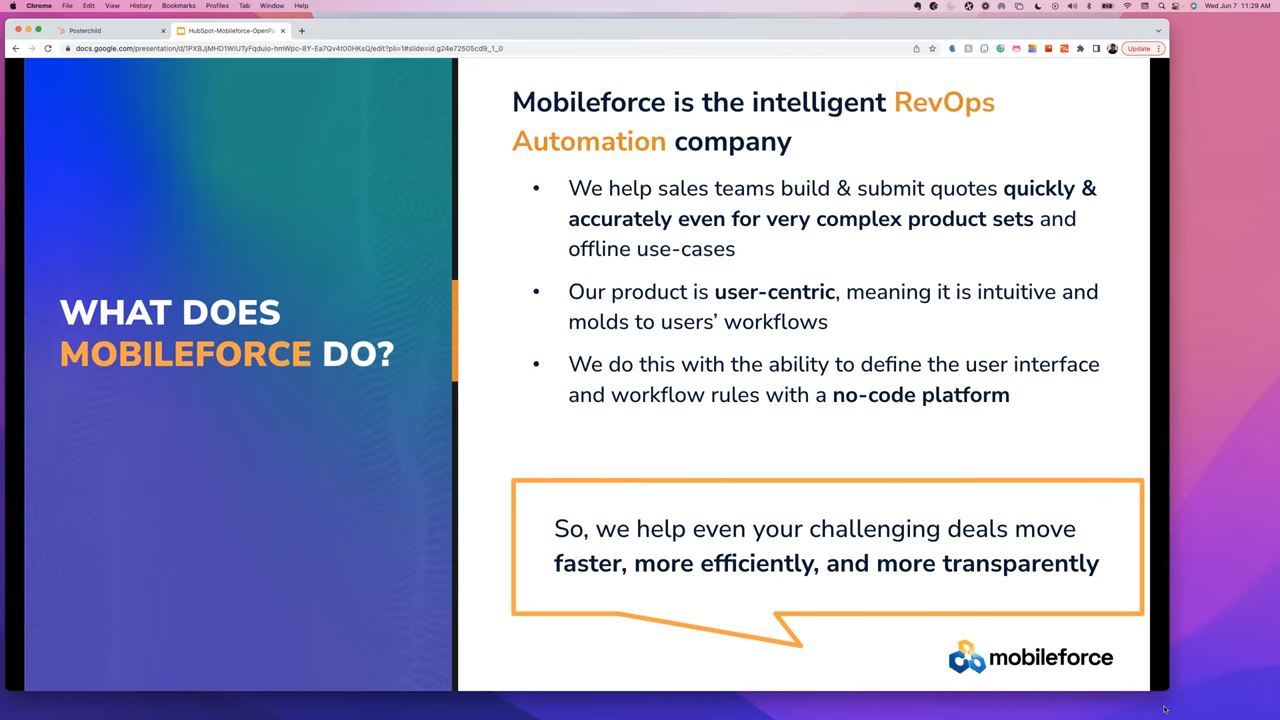 Chrome File Edit View History Bookmarks Profiles Tab Window Help
Wed Jun 7 11:29 AM
Posterchild
HubSpot-Mobileforce-OpenP
Update
WHAT DOES
MOBILEFORCE DO?
Mobileforce is the intelligent RevOps
Automation company
• We help sales teams build & submit quotes quickly &
accurately even for very complex product sets and
offline use-cases
• Our product is user-centric, meaning it is intuitive and
molds to users' workflows
• We do this with the ability to define the user interface
and workflow rules with a no-code platform
So, we help even your challenging deals move
faster, more efficiently, and more transparently
mobileforce